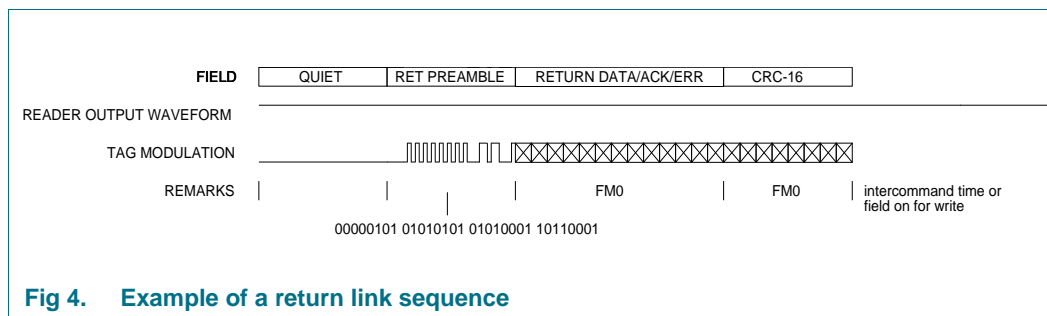 FIELD QUIET RET PREAMBLE RETURN DATA/ACK/ERR CRC-16
READER OUTPUT WAVEFORM
TAG MODULATION
REMARKS FM0 FM0 intercommand time or
field on for write
00000101 01010101 01010001 10110001
Fig 4. Example of a return link sequence